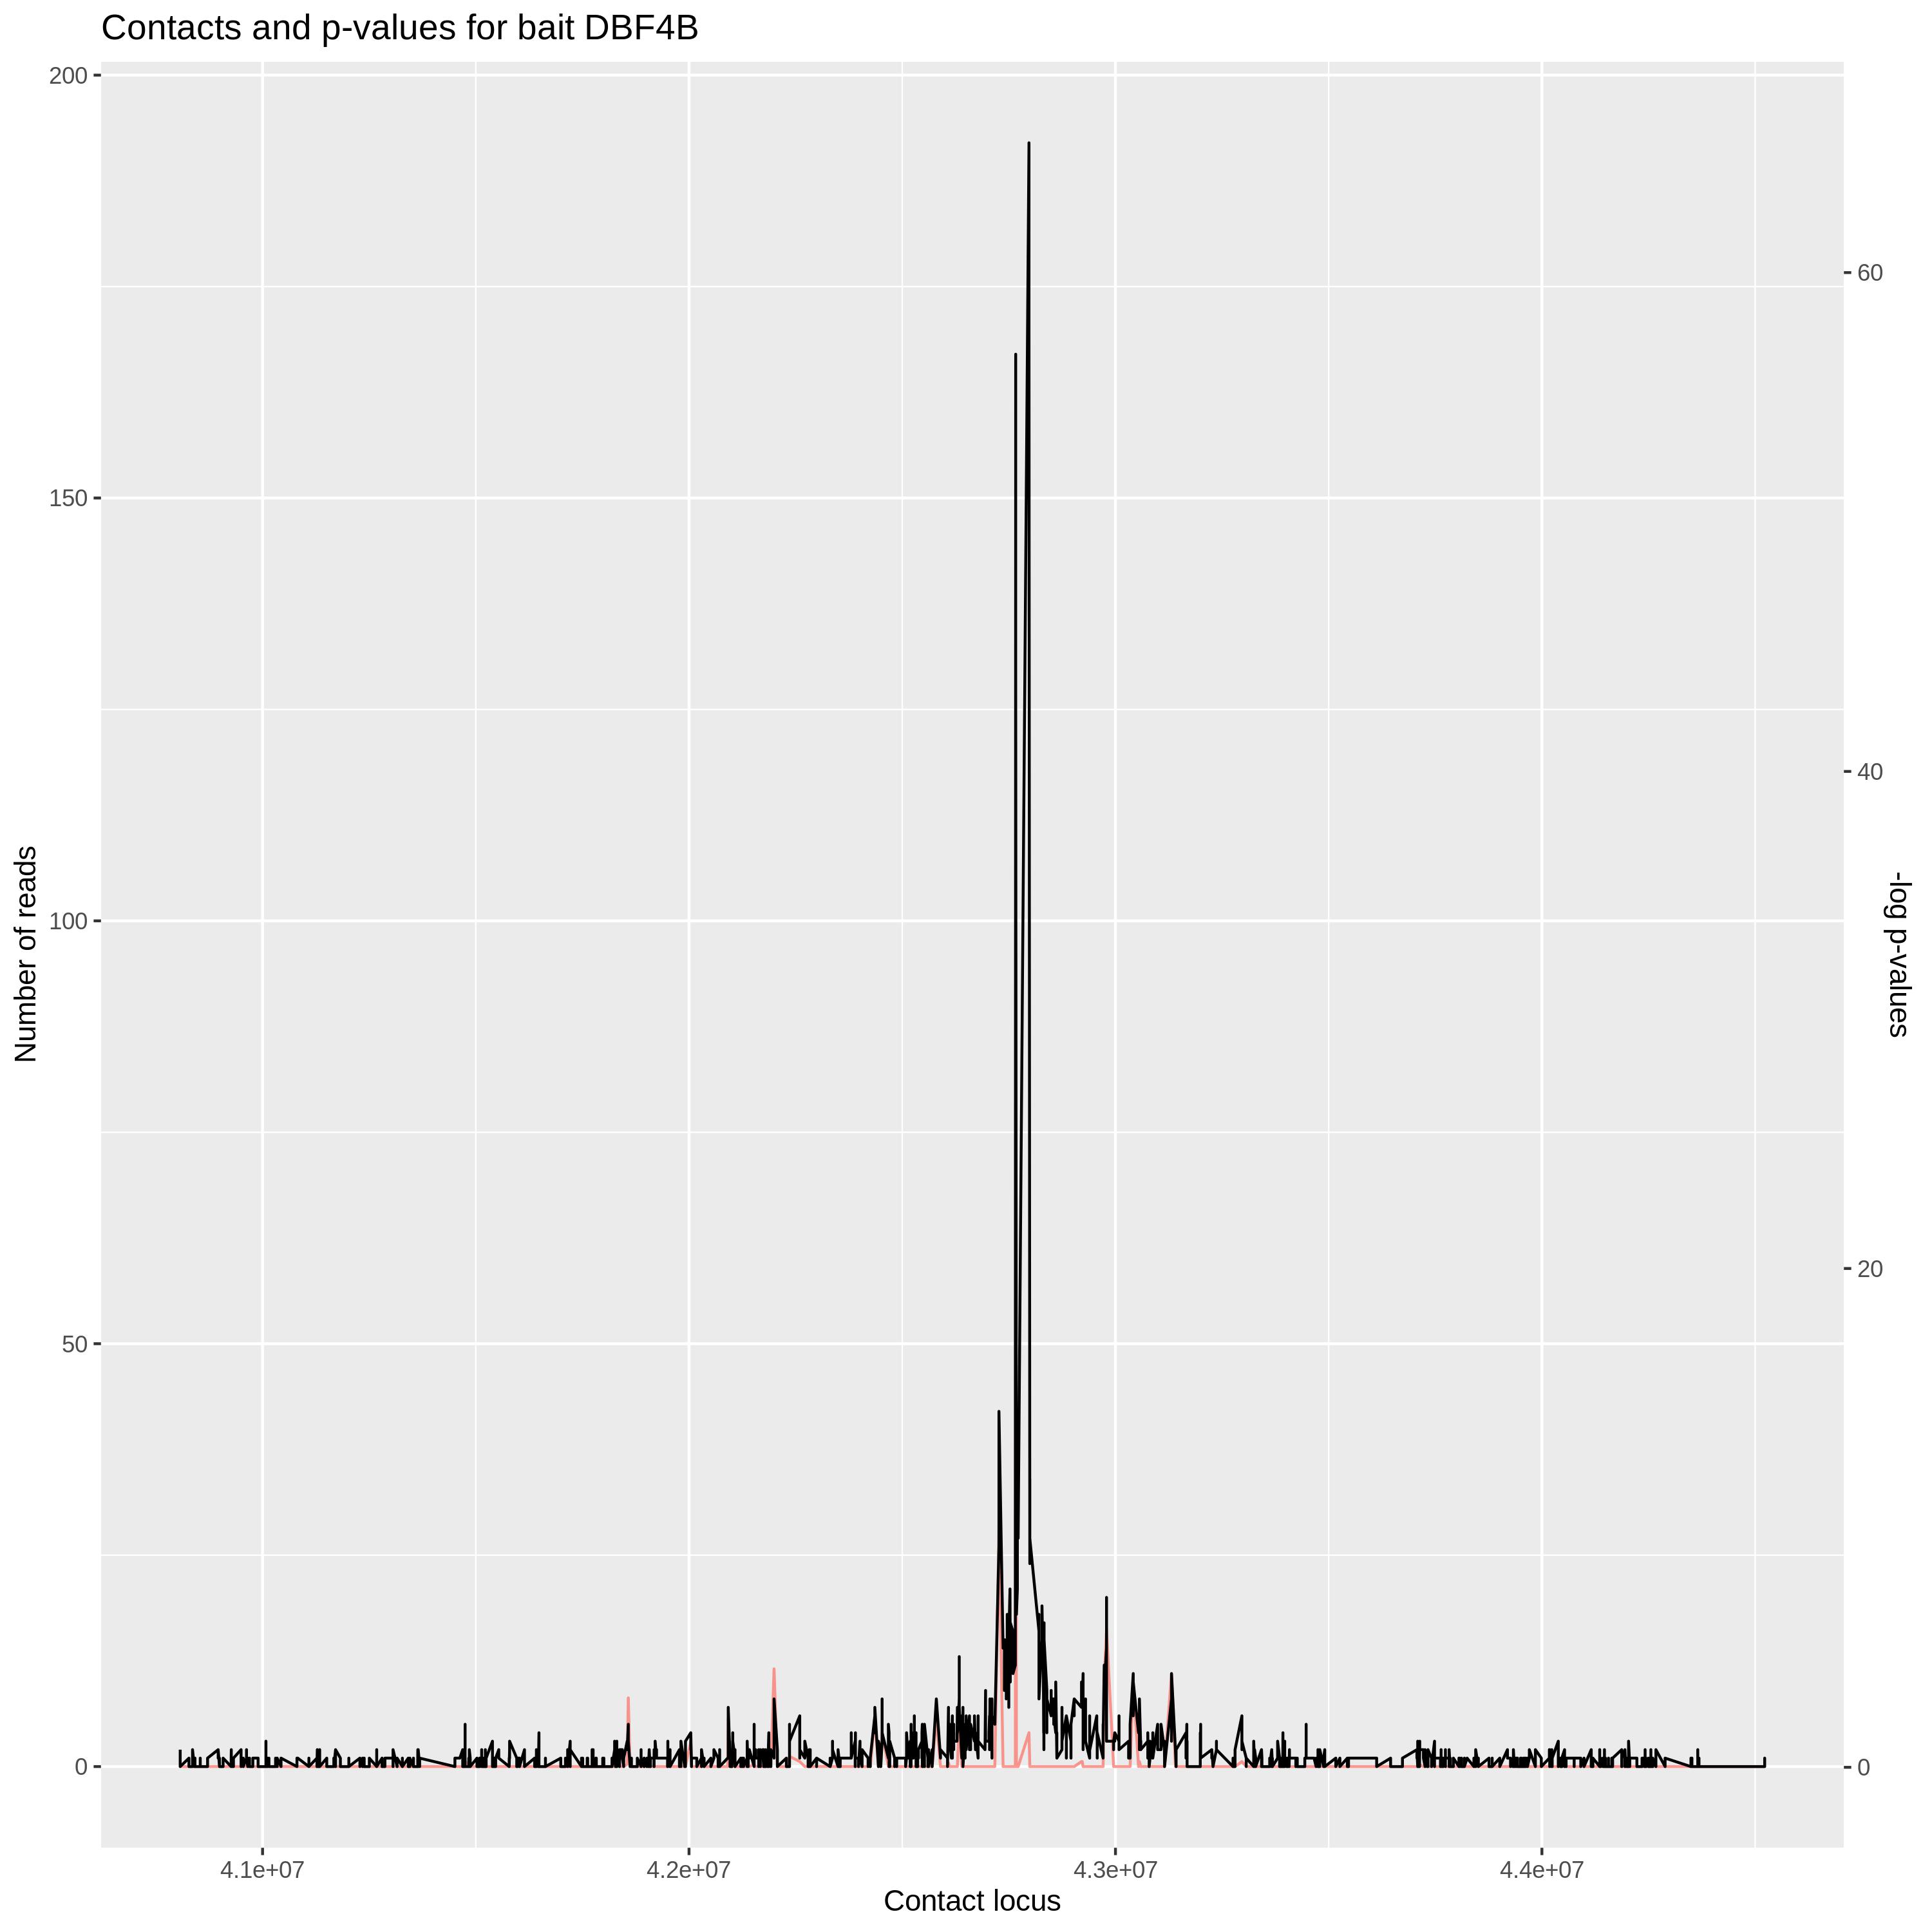 Contacts and p-values for bait DBF4B
200
150
100
50
0
Number of reads
60
40
20
0
-log p-values
4.1e+07 4.2e+07 4.3e+07 4.4e+07
Contact locus